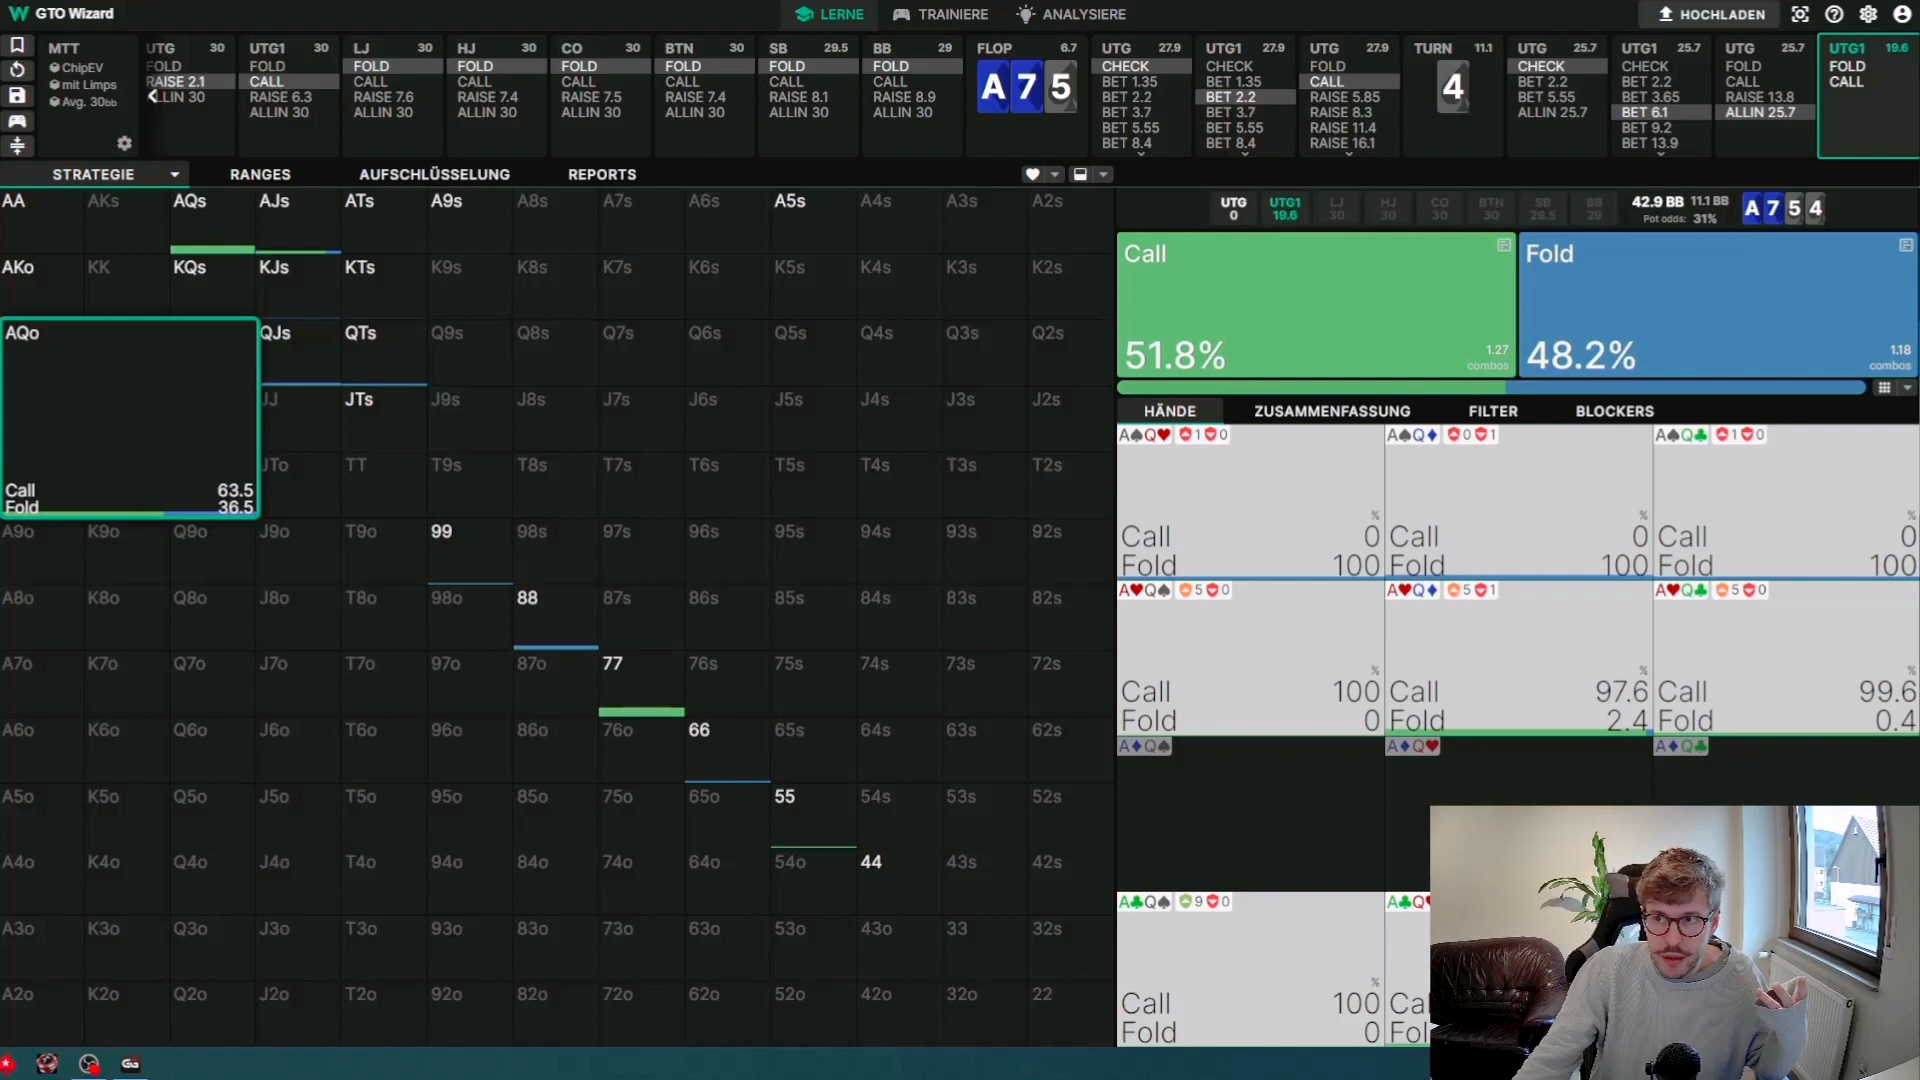 GTO Wizard
LERNE
TRAINIERE
ANALYSIERE
HOCHLADEN
MTT
ChipEV
mit Limps
Avg. 30bb
UTG 30
FOLD
RAISE 2.1
ALLIN 30
UTG1 30
FOLD
CALL
RAISE 6.3
ALLIN 30
LJ 30
FOLD
CALL
RAISE 7.6
ALLIN 30
HJ 30
FOLD
CALL
RAISE 7.4
ALLIN 30
CO 30
FOLD
CALL
RAISE 7.5
ALLIN 30
BTN 30
FOLD
CALL
RAISE 7.4
ALLIN 30
SB 29.5
FOLD
CALL
RAISE 8.1
ALLIN 30
BB 29
FOLD
CALL
RAISE 8.9
ALLIN 30
FLOP 6.7
A 7 5
UTG 27.9
CHECK
BET 1.35
BET 2.2
BET 3.7
BET 5.55
BET 8.4
UTG1 27.9
CHECK
BET 1.35
BET 2.2
BET 3.7
BET 5.55
BET 8.4
UTG 27.9
FOLD
CALL
RAISE 5.85
RAISE 8.3
RAISE 11.4
RAISE 16.1
TURN 11.1
4
UTG 25.7
CHECK
BET 2.2
BET 5.55
ALLIN 25.7
UTG1 25.7
CHECK
BET 2.2
BET 3.65
BET 6.1
BET 9.2
BET 13.9
UTG 25.7
FOLD
CALL
RAISE 13.8
ALLIN 25.7
UTG1 19.6
FOLD
CALL
STRATEGIE
RANGES
AUFSCHLÜSSELUNG
REPORTS
AA AKs AQs AJs ATs A9s A8s A7s A6s A5s A4s A3s A2s
AKo KK KQs KJs KTs K9s K8s K7s K6s K5s K4s K3s K2s
AQo QJs QTs Q9s Q8s Q7s Q6s Q5s Q4s Q3s Q2s
JJ JTs J9s J8s J7s J6s J5s J4s J3s J2s
JTo TT T9s T8s T7s T6s T5s T4s T3s T2s
Call 63.5
Fold 36.5
A9o K9o Q9o J9o T9o 99 98s 97s 96s 95s 94s 93s 92s
A8o K8o Q8o J8o T8o 98o 88 87s 86s 85s 84s 83s 82s
A7o K7o Q7o J7o T7o 97o 87o 77 76s 75s 74s 73s 72s
A6o K6o Q6o J6o T6o 96o 86o 76o 66 65s 64s 63s 62s
A5o K5o Q5o J5o T5o 95o 85o 75o 65o 55 54s 53s 52s
A4o K4o Q4o J4o T4o 94o 84o 74o 64o 54o 44 43s 42s
A3o K3o Q3o J3o T3o 93o 83o 73o 63o 53o 43o 33 32s
A2o K2o Q2o J2o T2o 92o 82o 72o 62o 52o 42o 32o 22
UTG 0
UTG1 19.6
LJ 30
HJ 30
CO 30
BTN 30
SB 29.5
BB 29
42.9 BB 11.1 BB
Pot odds: 31%
A 7 5 4
Call
51.8%
1.27
combos
Fold
48.2%
1.18
combos
HÄNDE
ZUSAMMENFASSUNG
FILTER
BLOCKERS
A♠Q♥ 1 0
%
Call 0
Fold 100
A♠Q♦ 0 1
%
Call 0
Fold 100
A♠Q♣ 1 0
%
Call 0
Fold 100
A♥Q♠ 5 0
%
Call 100
Fold 0
A♥Q♦ 5 1
%
Call 97.6
Fold 2.4
A♥Q♣ 5 0
%
Call 99.6
Fold 0.4
A♦Q♠
A♦Q♥
A♦Q♣
A♣Q♠ 9 0
%
Call 100
Fold 0
A♣Q♥
Cal
Fol
GG